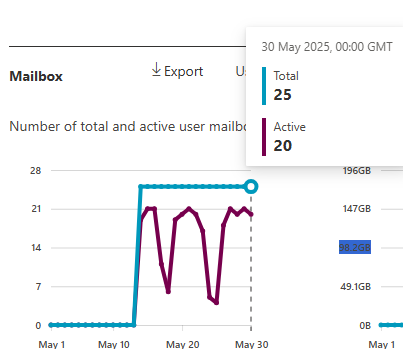 30 May 2025, 00:00 GMT
Total
25
Active
20
Mailbox
Export
Number of total and active user mailbo
28
21
14
7
0
May 1
May 10
May 20
May 30
196GB
147GB
98.2GB
49.1GB
0B
May 1